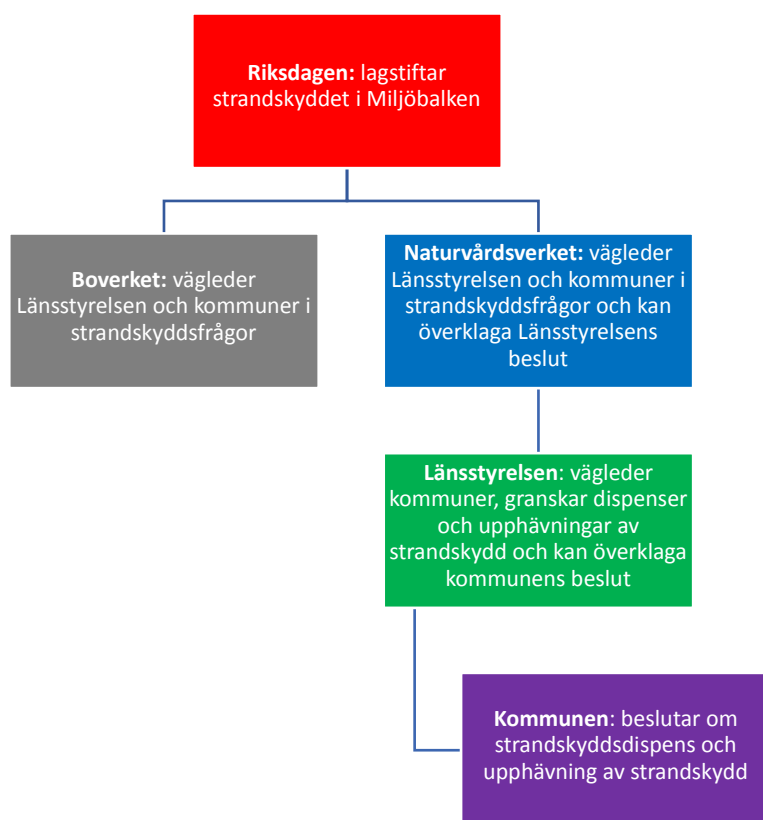 Riksdagen: lagstiftar
strandskyddet i Miljöbalken
Boverket: vägleder
Länsstyrelsen och kommuner i
strandskyddsfrågor
Naturvårdsverket: vägleder
Länsstyrelsen och kommuner i
strandskyddsfrågor och kan
överklaga Länsstyrelsens
beslut
Länsstyrelsen: vägleder
kommuner, granskar dispenser
och upphävningar av
strandskydd och kan överklaga
kommunens beslut
Kommunen: beslutar om
strandskyddsdispens och
upphävning av strandskydd